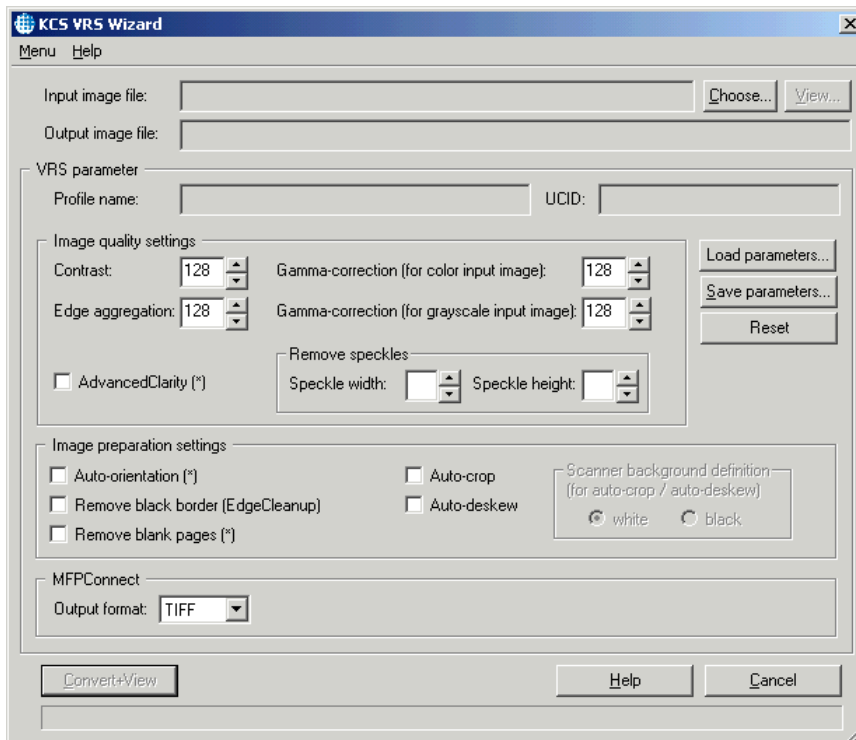 KCS VRS Wizard
Menu Help
Input image file: Choose... View...
Output image file:
VRS parameter
Profile name: UCID:
Image quality settings
Contrast: 128 Gamma-correction (for color input image): 128 Load parameters...
Edge aggregation: 128 Gamma-correction (for grayscale input image): 128 Save parameters...
Reset
Remove speckles
AdvancedClarity (*) Speckle width: Speckle height:
Image preparation settings
Auto-orientation (*) Auto-crop Scanner background definition
Remove black border (EdgeCleanup) Auto-deskew (for auto-crop / auto-deskew)
Remove blank pages (*) white black
MFPConnect
Output format: TIFF
Convert+View Help Cancel